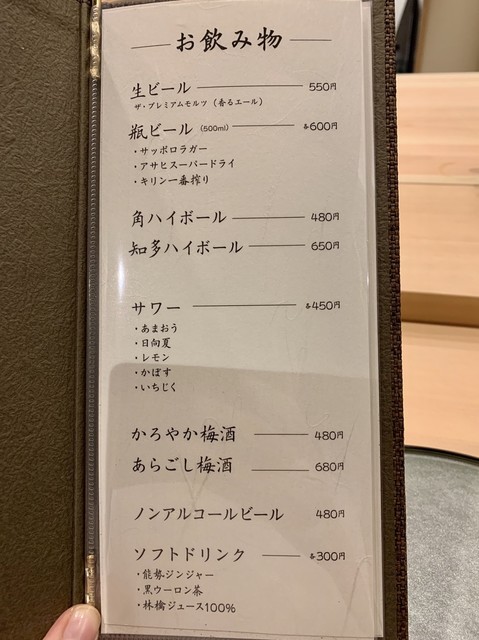 お飲み物
生ビール 550円
ザ・プレミアムモルツ（香るエール）
瓶ビール (500ml) 各600円
・サッポロラガー
・アサヒスーパードライ
・キリン一番搾り
角ハイボール 480円
知多ハイボール 650円
サワー 各450円
・あまおう
・日向夏
・レモン
・かぼす
・いちじく
かろやか梅酒 480円
あらごし梅酒 680円
ノンアルコールビール 480円
ソフトドリンク 各300円
・能勢ジンジャー
・黒ウーロン茶
・林檎ジュース100%